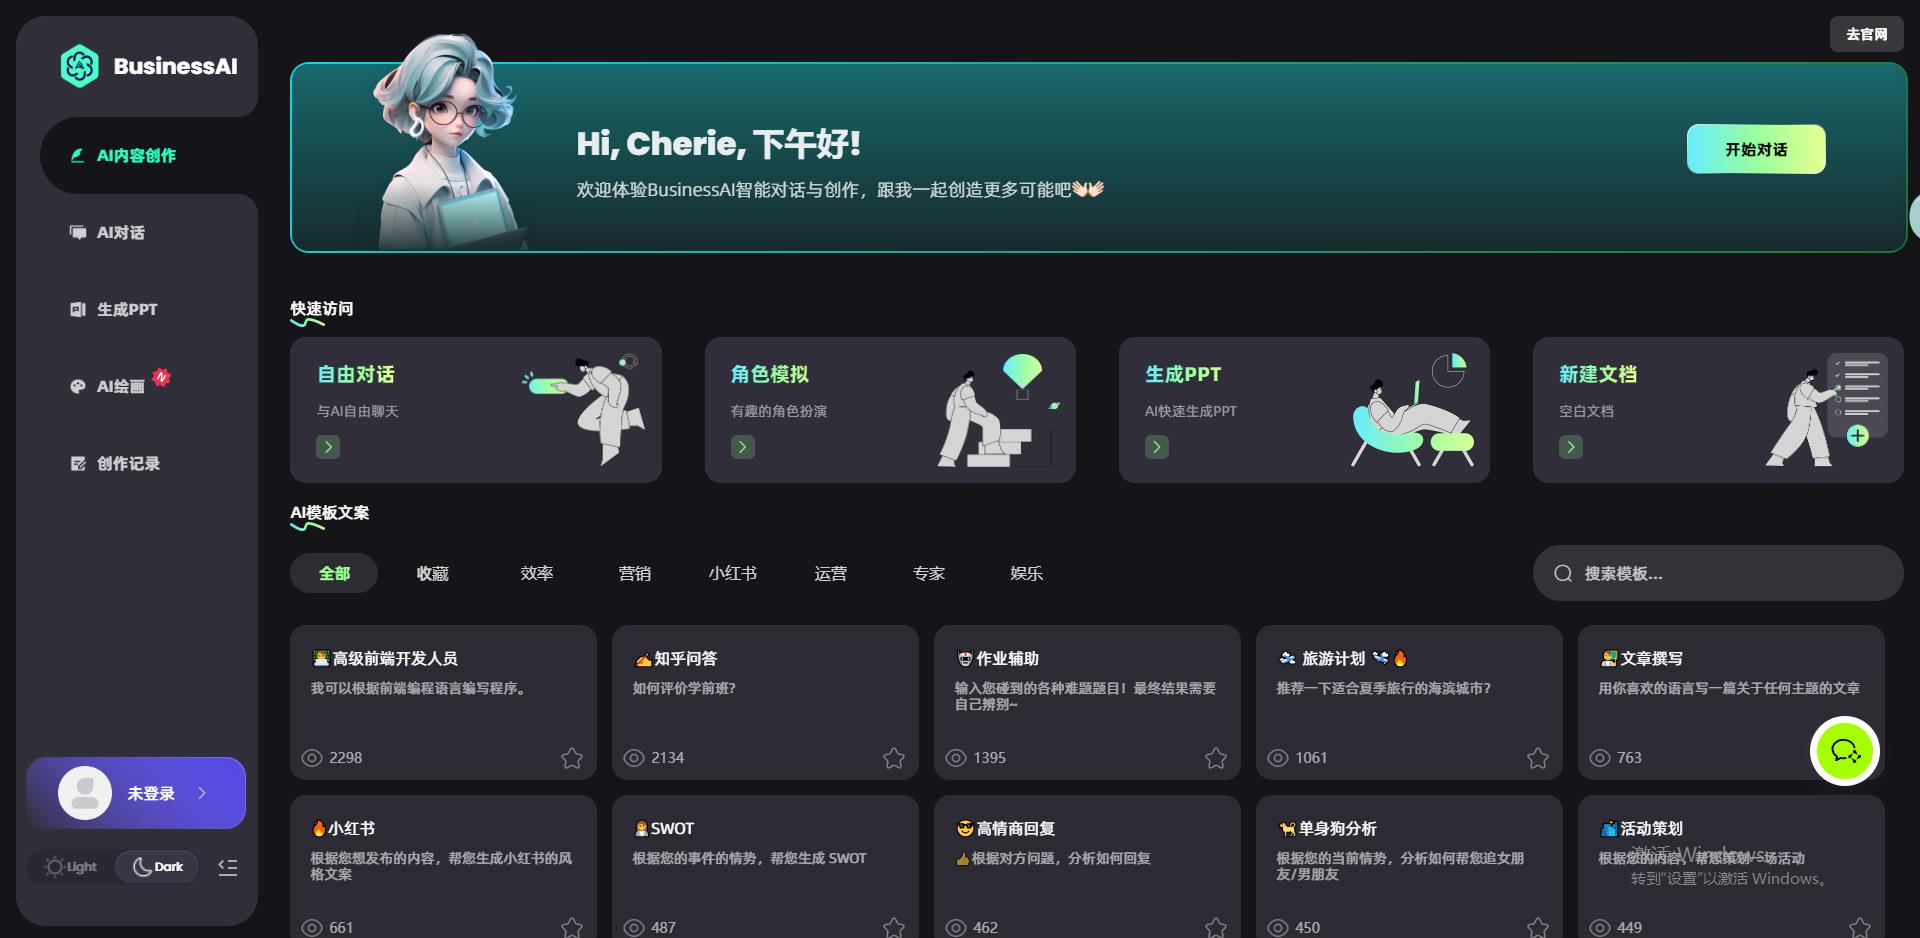 BusinessAI
去官网
AI内容创作
AI对话
生成PPT
AI绘画
N
创作记录
未登录
Light
Dark
Hi, Cherie, 下午好!
欢迎体验BusinessAI智能对话与创作，跟我一起创造更多可能吧👐🏻
开始对话
快速访问
自由对话
与AI自由聊天
角色模拟
有趣的角色扮演
生成PPT
AI快速生成PPT
新建文档
空白文档
AI模板文案
全部 收藏 效率 营销 小红书 运营 专家 娱乐
搜索模板...
高级前端开发人员
我可以根据前端编程语言编写程序。
2298
知乎问答
如何评价学前班?
2134
作业辅助
输入您碰到的各种难题题目！最终结果需要
自己辨别~
1395
旅游计划
推荐一下适合夏季旅行的海滨城市?
1061
文章撰写
用你喜欢的语言写一篇关于任何主题的文章
763
小红书
根据您想发布的内容，帮您生成小红书的风
格文案
661
SWOT
根据您的事件的情势，帮您生成 SWOT
487
高情商回复
👍根据对方问题，分析如何回复
462
单身狗分析
根据您的当前情势，分析如何帮您追女朋
友/男朋友
450
活动策划
根据您的内容，帮您策划一场活动
449
激活 Windows
转到"设置"以激活 Windows。